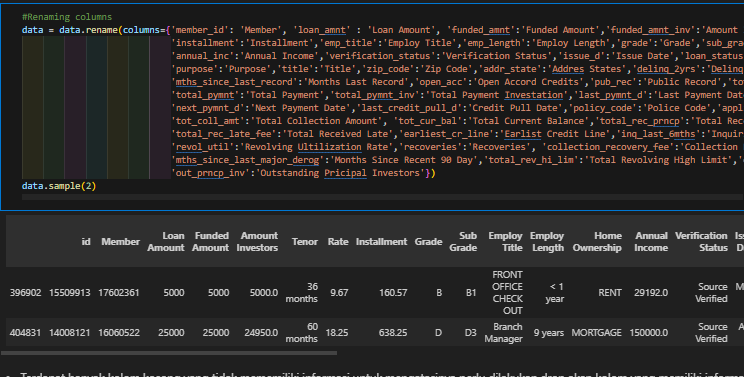 #Renaming columns
data = data.rename(columns={'member_id': 'Member', 'loan_amnt' : 'Loan Amount', 'funded_amnt':'Funded Amount','funded_amnt_inv':'Amount
'installment':'Installment','emp_title':'Employ Title','emp_length':'Employ Length','grade':'Grade','sub_gra
'annual_inc':'Annual Income','verification_status':'Verification Status','issue_d':'Issue Date','loan_status
'purpose':'Purpose','title':'Title','zip_code':'Zip Code','addr_state':'Addres States','delinq_2yrs':'Delinq
'mths_since_last_record':'Months Last Record','open_acc':'Open Accord Credits','pub_rec':'Public Record','to
'total_pymnt':'Total Payment','total_pymnt_inv':'Total Payment Investation','last_pymnt_d':'Last Payment Dat
'next_pymnt_d':'Next Payment Date','last_credit_pull_d':'Credit Pull Date','policy_code':'Police Code','appl
'tot_coll_amt':'Total Collection Amount', 'tot_cur_bal':'Total Current Balance','total_rec_prncp':'Total Rec
'total_rec_late_fee':'Total Received Late','earliest_cr_line':'Earlist Credit Line','inq_last_6mths':'Inquir
'revol_util':'Revolving Ultilization Rate','recoveries':'Recoveries', 'collection_recovery_fee':'Collection
'mths_since_last_major_derog':'Months Since Recent 90 Day','total_rev_hi_lim':'Total Revolving High Limit','
'out_prncp_inv':'Outstanding Pricipal Investors'})
data.sample(2)
id Member Loan Amount Funded Amount Amount Investors Tenor Rate Installment Grade Sub Grade Employ Title Employ Length Home Ownership Annual Income Verification Status
396902 15509913 17602361 5000 5000 5000.0 36 months 9.67 160.57 B B1 FRONT OFFICE CHECK OUT < 1 year RENT 29192.0 Source Verified
404831 14008121 16060522 25000 25000 24950.0 60 months 18.25 638.25 D D3 Branch Manager 9 years MORTGAGE 150000.0 Source Verified